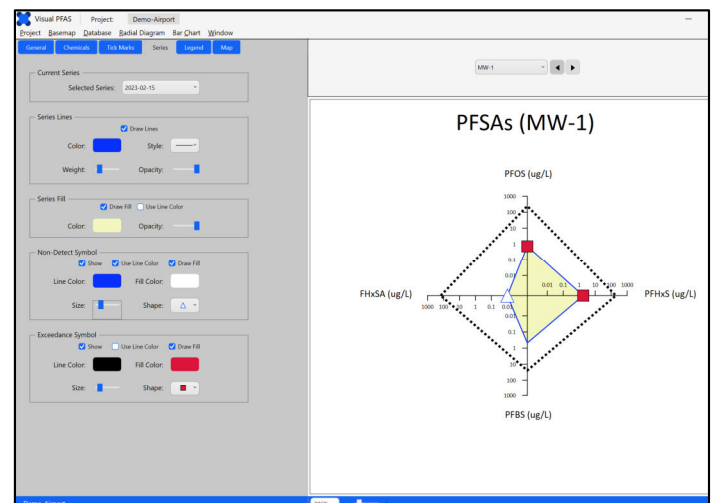 Visual PFAS Project: Demo-Airport
Project Basemap Database Radial Diagram Bar Chart Window
General Chemicals Tick Marks Series Legend Map
Current Series
Selected Series: 2023-02-15
Series Lines
Draw Lines
Color: Style:
Weight: Opacity:
Series Fill
Draw Fill Use Line Color
Color: Opacity:
Non-Detect Symbol
Show Use Line Color Draw Fill
Line Color: Fill Color:
Size: Shape:
Exceedance Symbol
Show Use Line Color Draw Fill
Line Color: Fill Color:
Size: Shape:
MW-1
PFSAs (MW-1)
PFOS (ug/L)
1000
100
10
1
0.1
0.01
FHxSA (ug/L)
1000 100 10 1 0.1 0.01
0.01 0.1 1 10 100 1000
PFHxS (ug/L)
0.01
0.1
1
10
100
1000
PFBS (ug/L)